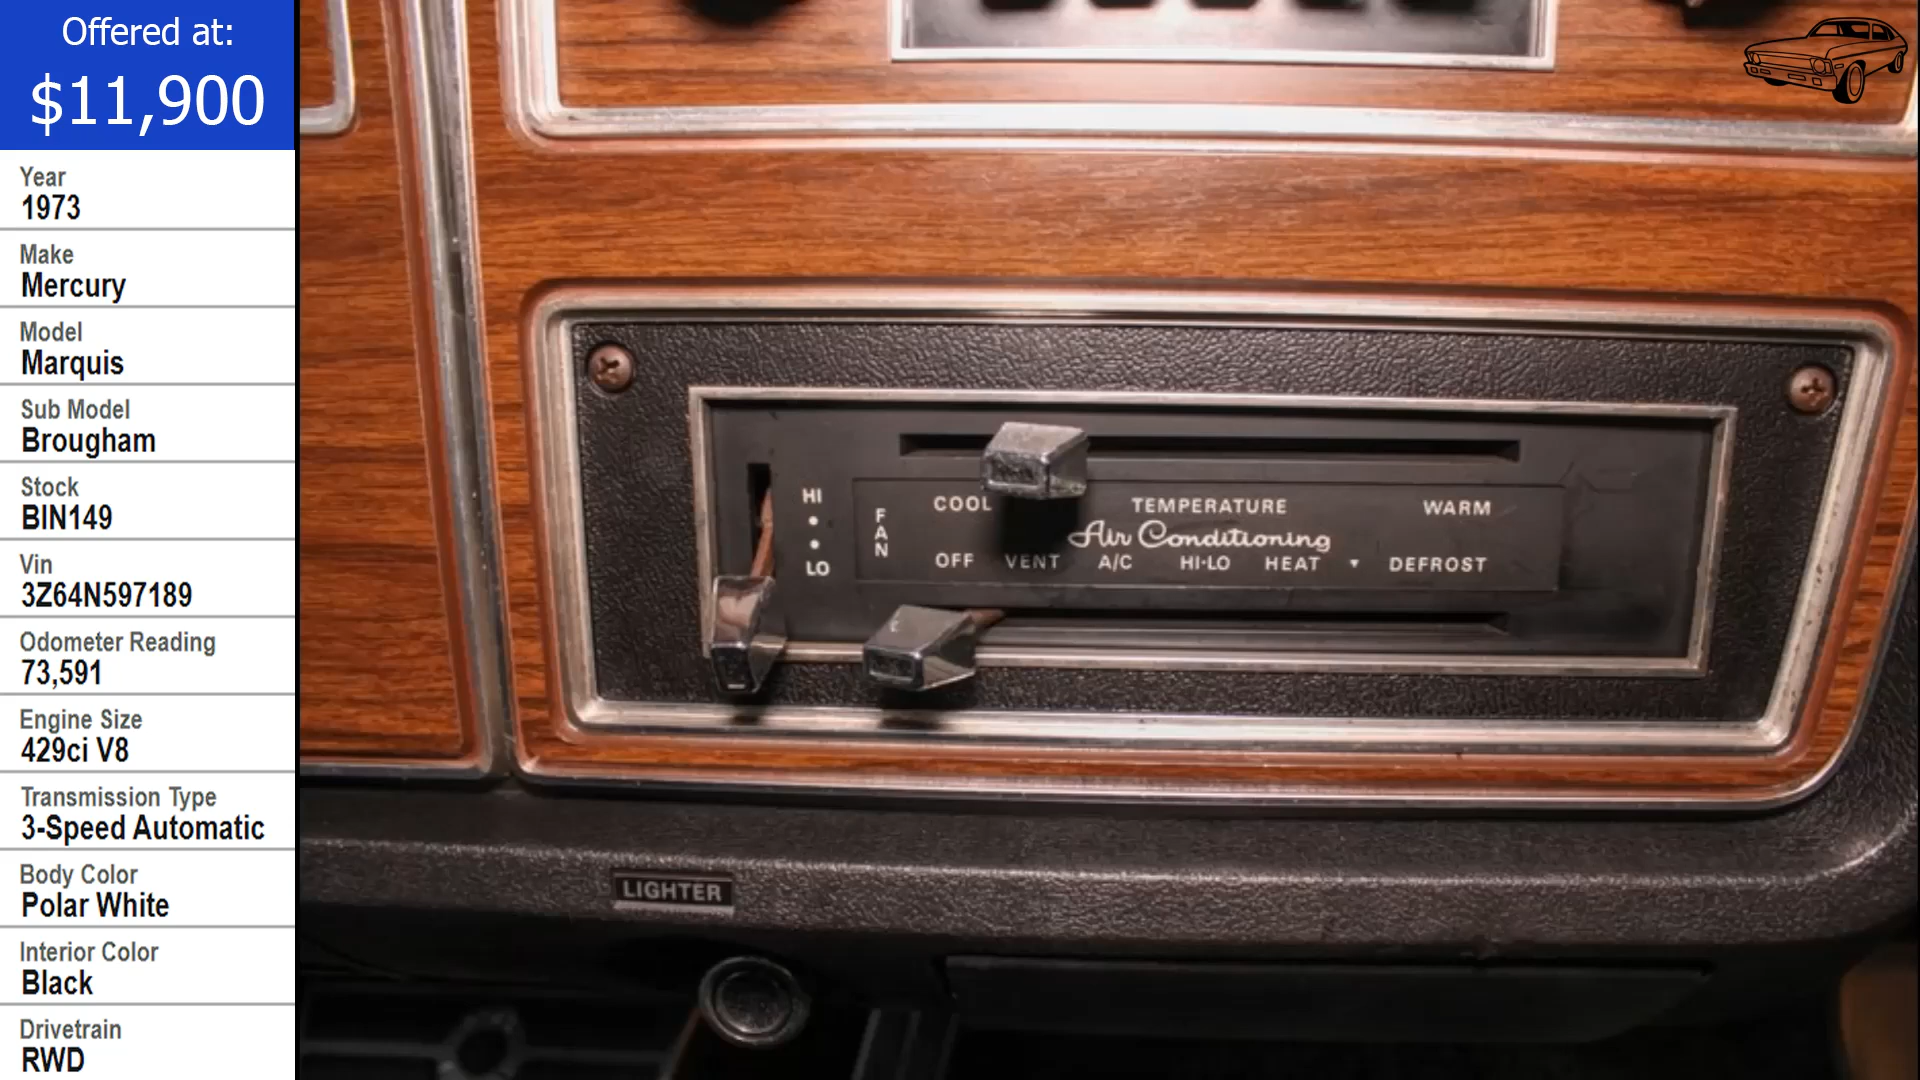 Offered at:
$11,900
Year
1973
Make
Mercury
Model
Marquis
Sub Model
Brougham
Stock
BIN149
Vin
3Z64N597189
Odometer Reading
73,591
Engine Size
429ci V8
Transmission Type
3-Speed Automatic
Body Color
Polar White
Interior Color
Black
Drivetrain
RWD
HI
LO
FAN
COOL TEMPERATURE WARM
Air Conditioning
OFF VENT A/C HI-LO HEAT ▾ DEFROST
LIGHTER